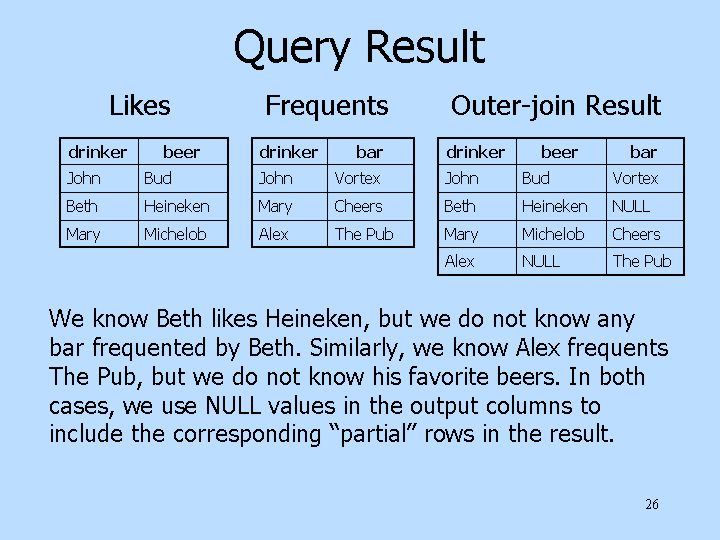 Query Result
Likes Frequents Outer-join Result
drinker beer drinker bar drinker beer bar
John Bud John Vortex John Bud Vortex
Beth Heineken Mary Cheers Beth Heineken NULL
Mary Michelob Alex The Pub Mary Michelob Cheers
Alex NULL The Pub
We know Beth likes Heineken, but we do not know any
bar frequented by Beth. Similarly, we know Alex frequents
The Pub, but we do not know his favorite beers. In both
cases, we use NULL values in the output columns to
include the corresponding “partial” rows in the result.
26